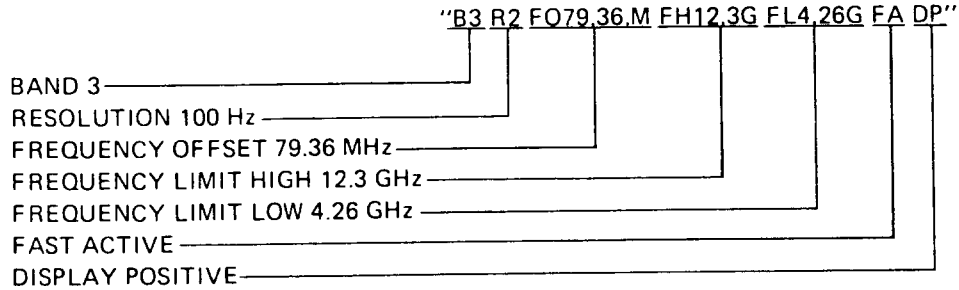 "B3 R2 FO79,36,M FH12,3G FL4,26G FA DP"
BAND 3
RESOLUTION 100 Hz
FREQUENCY OFFSET 79.36 MHz
FREQUENCY LIMIT HIGH 12.3 GHz
FREQUENCY LIMIT LOW 4.26 GHz
FAST ACTIVE
DISPLAY POSITIVE